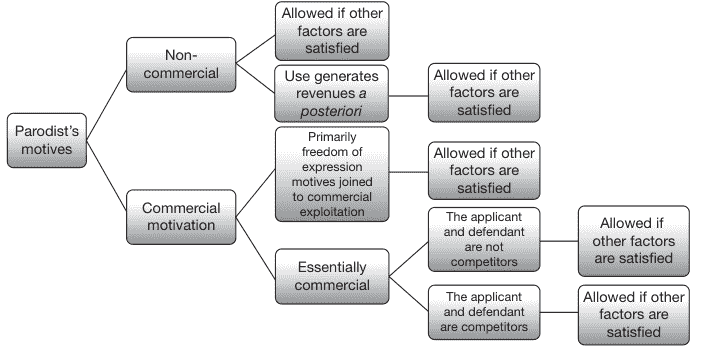 Parodist's
motives
Non-
commercial
Allowed if other
factors are
satisfied
Use generates
revenues a
posteriori
Allowed if other
factors are
satisfied
Commercial
motivation
Primarily
freedom of
expression
motives joined
to commercial
exploitation
Allowed if other
factors are
satisfied
Essentially
commercial
The applicant
and defendant
are not
competitors
Allowed if
other factors
are satisfied
The applicant
and defendant
are competitors
Allowed if other
factors are
satisfied